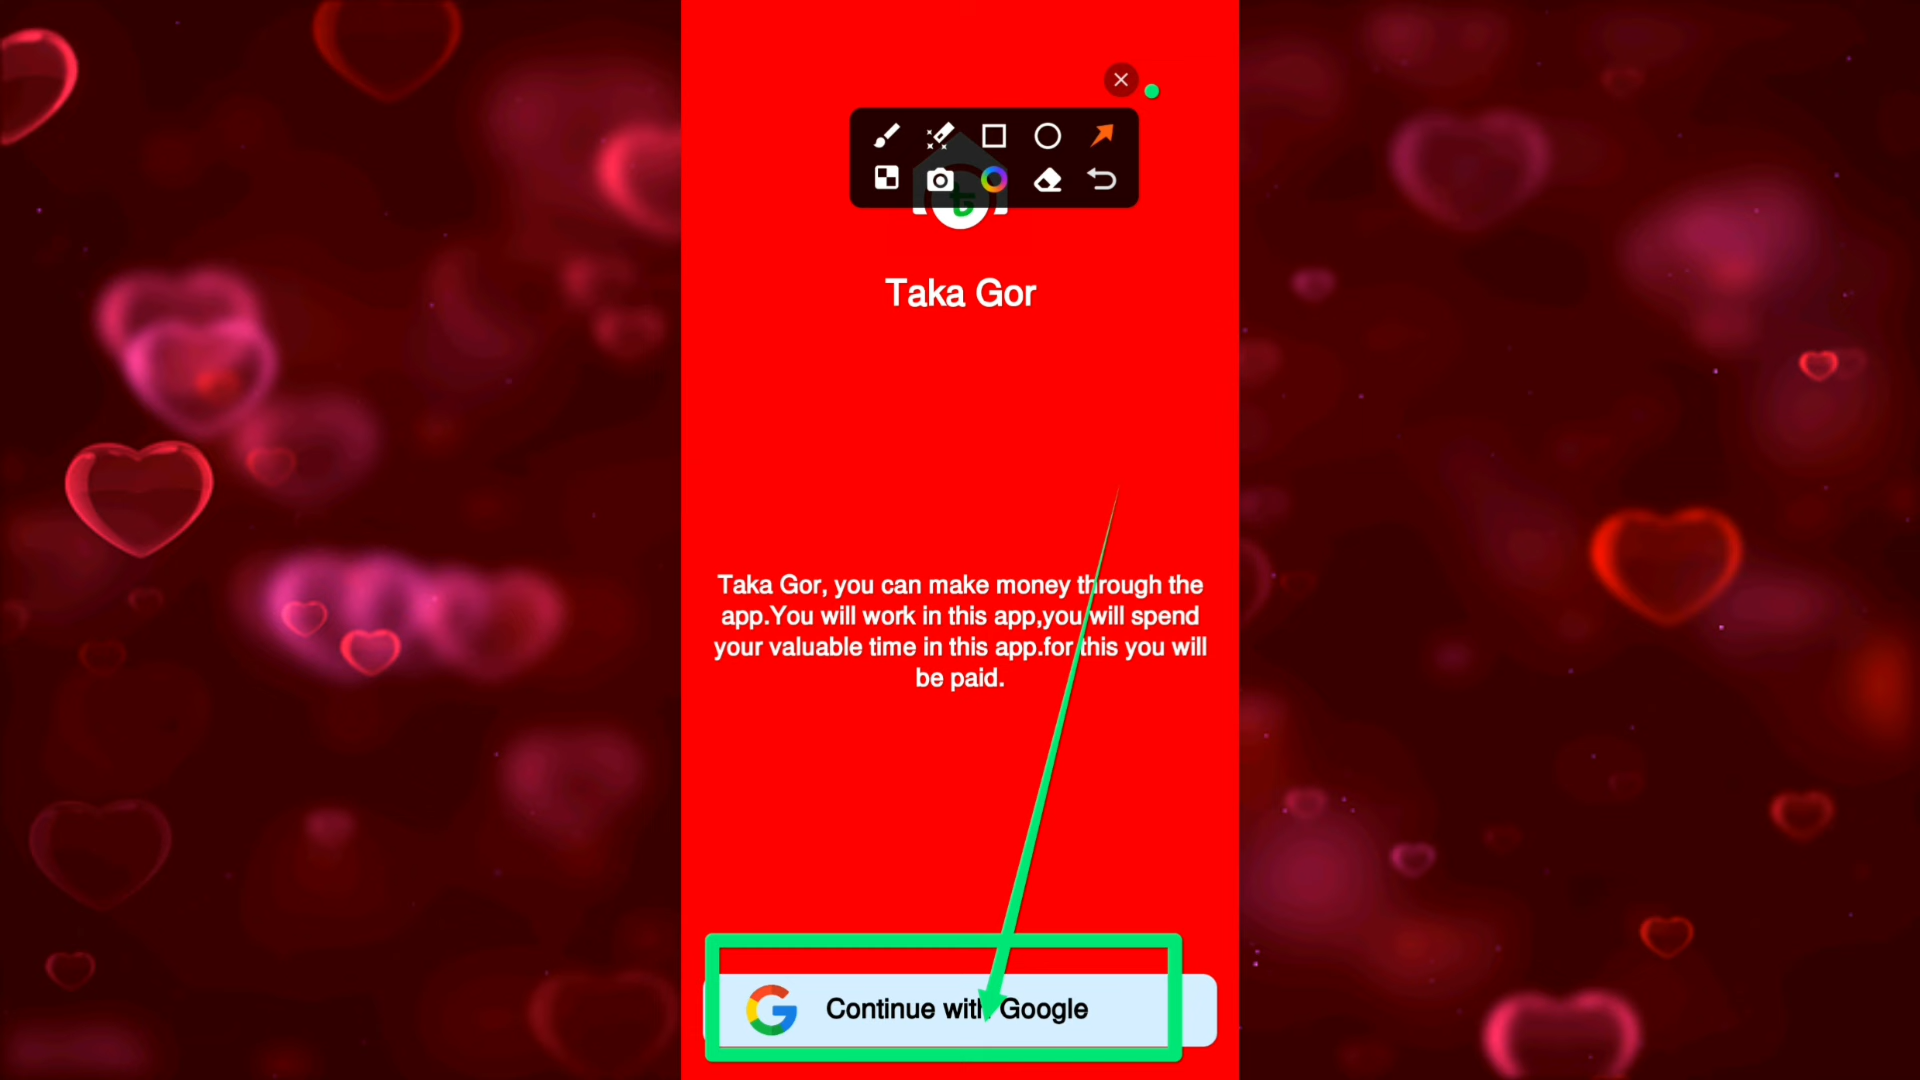 Taka Gor
Taka Gor, you can make money through the
app.You will work in this app,you will spend
your valuable time in this app.for this you will
be paid.
Continue with Google